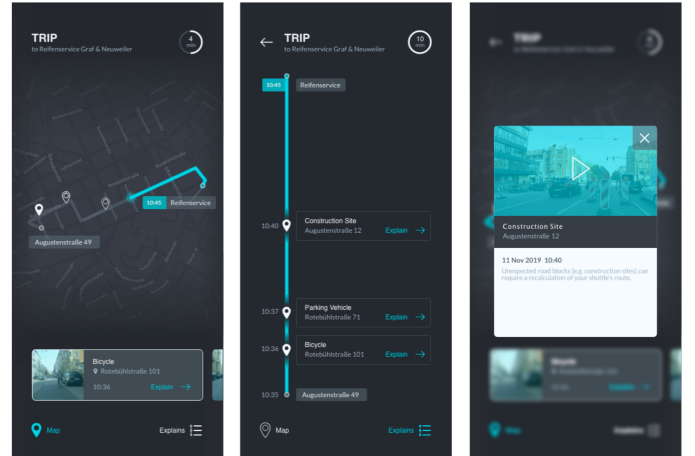 TRIP
to Reifenservice Graf & Neuweiler
4
min
10:45 Reifenservice
Augustenstraße 49
Bicycle
Rotebühlstraße 101
10:36 Explain →
Map
Explains
← TRIP
to Reifenservice Graf & Neuweiler
10
min
10:45 Reifenservice
10:40
Construction Site
Augustenstraße 12
Explain →
10:37
Parking Vehicle
Rotebühlstraße 71
Explain →
10:36
Bicycle
Rotebühlstraße 101
Explain →
10:35 Augustenstraße 49
Map
Explains
Construction Site
Augustenstraße 12
11 Nov 2019 10:40
Unexpected road blocks (e.g. construction sites) can
require a recalculation of your shuttle's route.